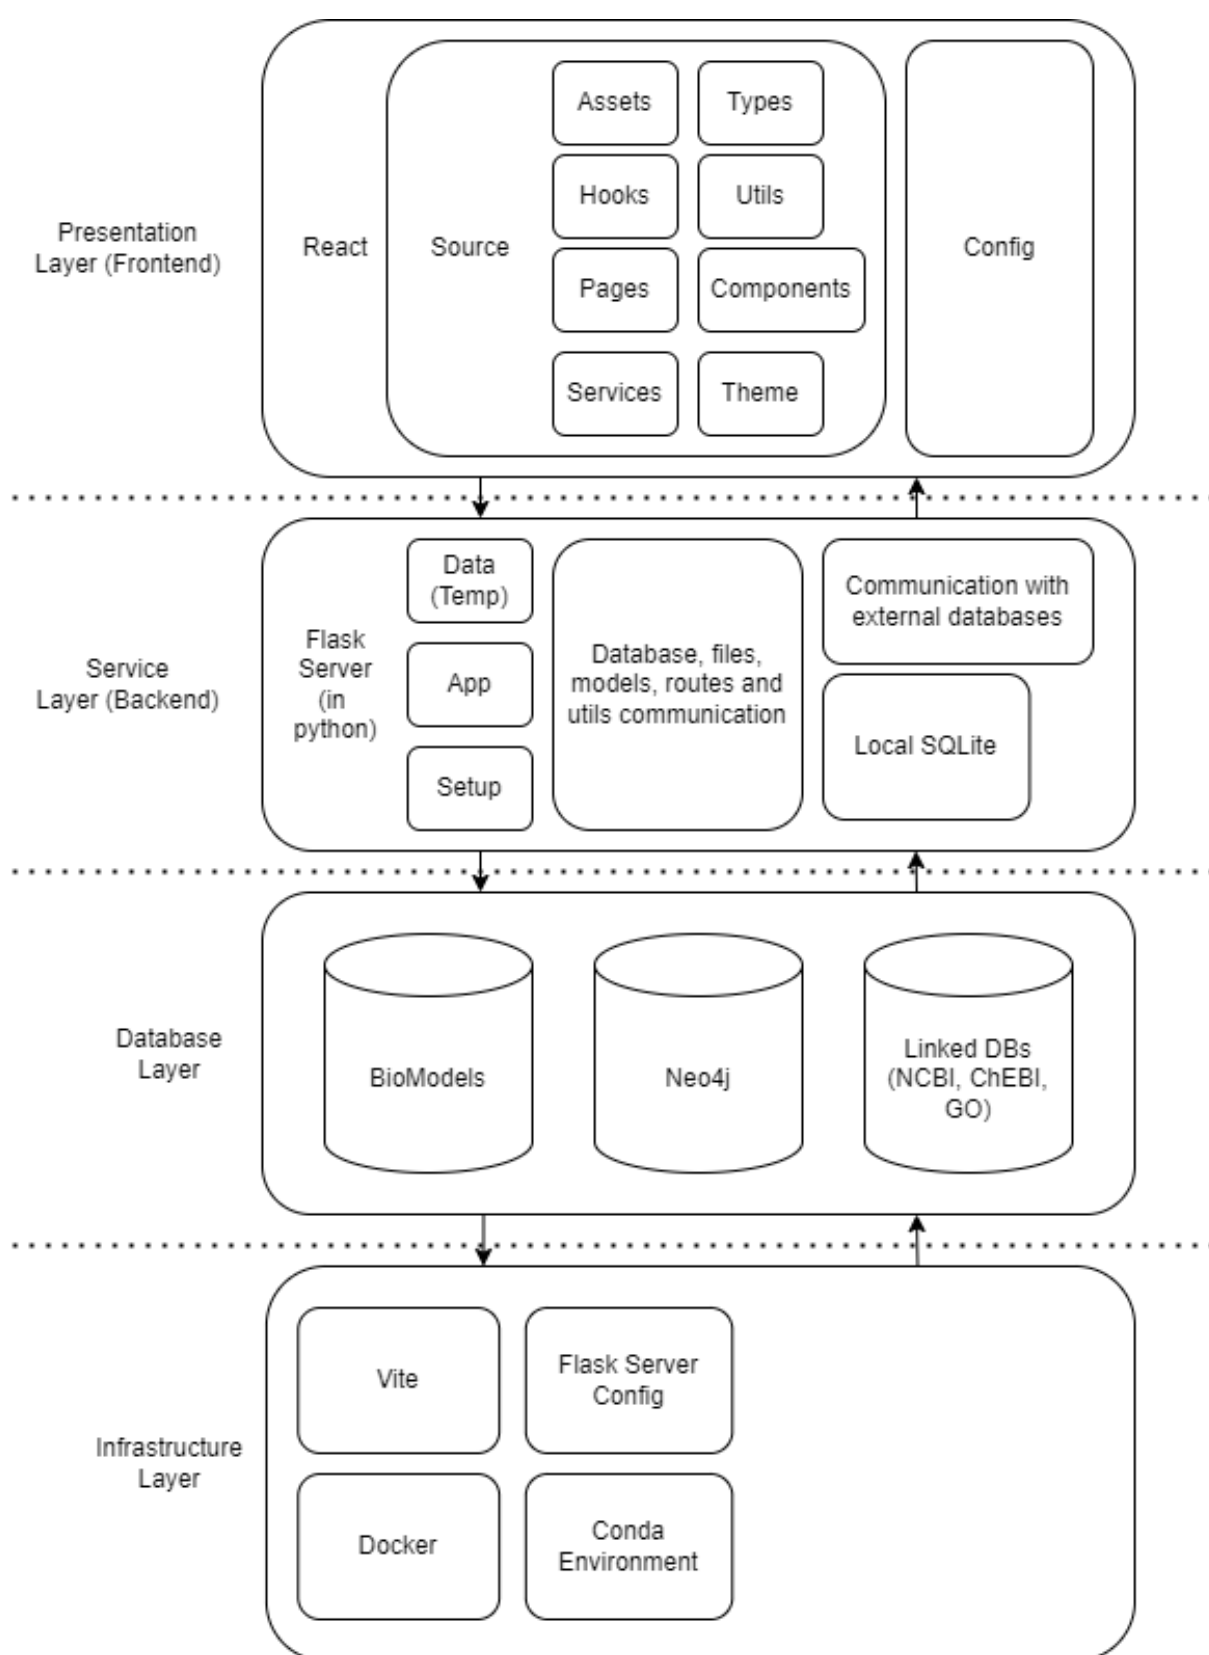 Presentation
Layer (Frontend)
React
Source
Assets
Types
Hooks
Utils
Pages
Components
Services
Theme
Config
Service
Layer (Backend)
Flask
Server
(in
python)
Data
(Temp)
App
Setup
Database, files,
models, routes and
utils communication
Communication with
external databases
Local SQLite
Database
Layer
BioModels
Neo4j
Linked DBs
(NCBI, ChEBI,
GO)
Infrastructure
Layer
Vite
Flask Server
Config
Docker
Conda
Environment